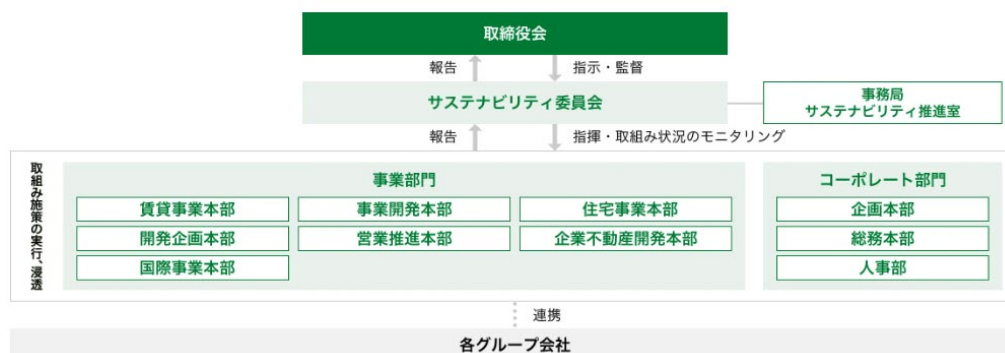 取締役会
報告
指示・監督
サステナビリティ委員会
事務局
サステナビリティ推進室
報告
指揮・取組み状況のモニタリング
取組み施策の実行、浸透
事業部門
賃貸事業本部
事業開発本部
住宅事業本部
開発企画本部
営業推進本部
企業不動産開発本部
国際事業本部
コーポレート部門
企画本部
総務本部
人事部
連携
各グループ会社